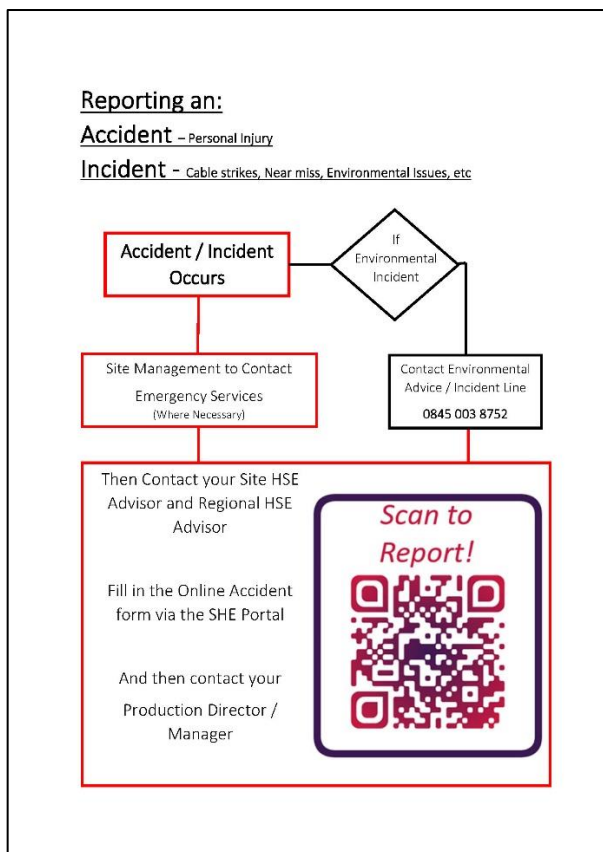 Reporting an:
Accident – Personal Injury
Incident - Cable strikes, Near miss, Environmental Issues, etc
Accident / Incident
Occurs
If
Environmental
Incident
Site Management to Contact
Emergency Services
(Where Necessary)
Contact Environmental
Advice / Incident Line
0845 003 8752
Then Contact your Site HSE
Advisor and Regional HSE
Advisor
Fill in the Online Accident
form via the SHE Portal
And then contact your
Production Director /
Manager
Scan to
Report!